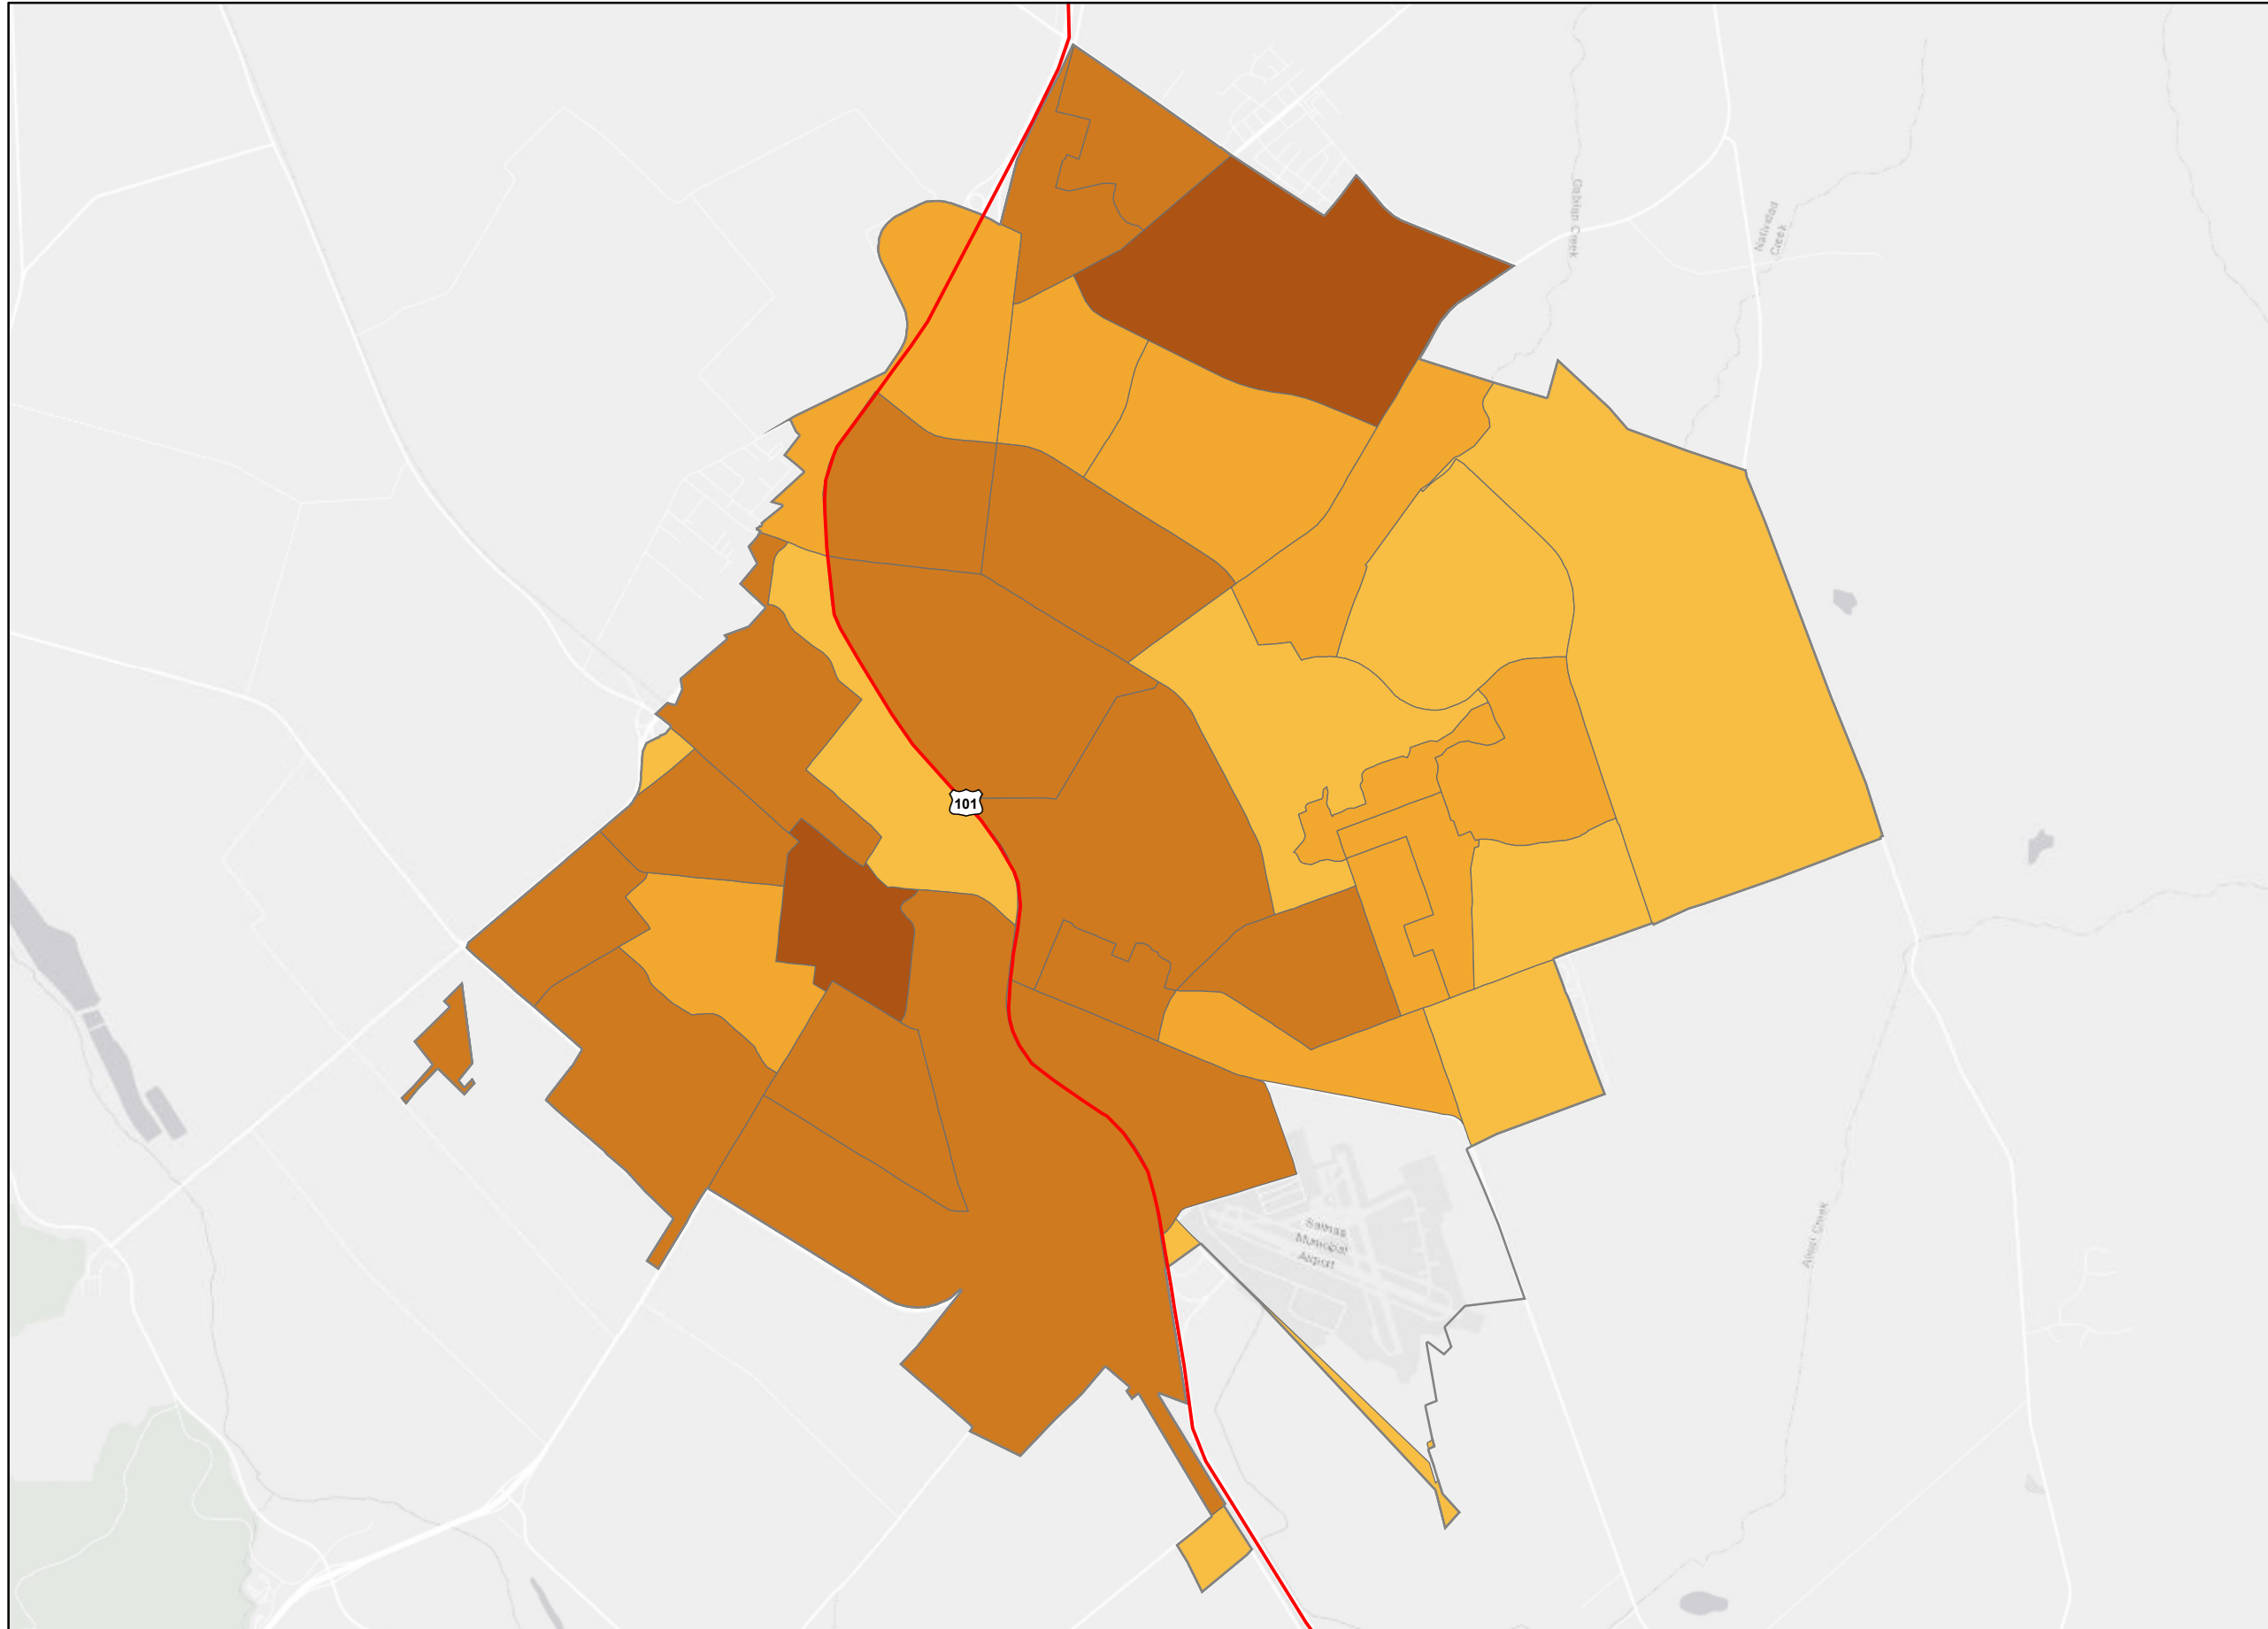 Gabilan Creek
Natividad
Creek
101
Salinas
Municipal
Airport
Alisal Creek